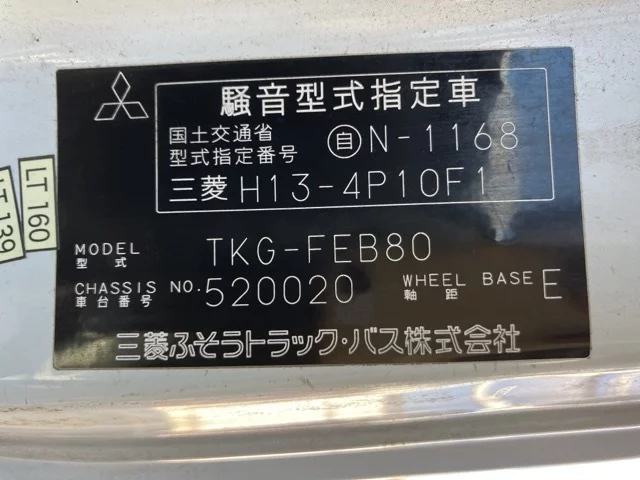 騒音型式指定車
国土交通省
型式指定番号 自N-1168
三菱 H13-4P10F1
MODEL
型式 TKG-FEB80
CHASSIS NO.
車台番号 520020
WHEEL BASE
軸距 E
三菱ふそうトラック・バス株式会社
LT 160
LT 139